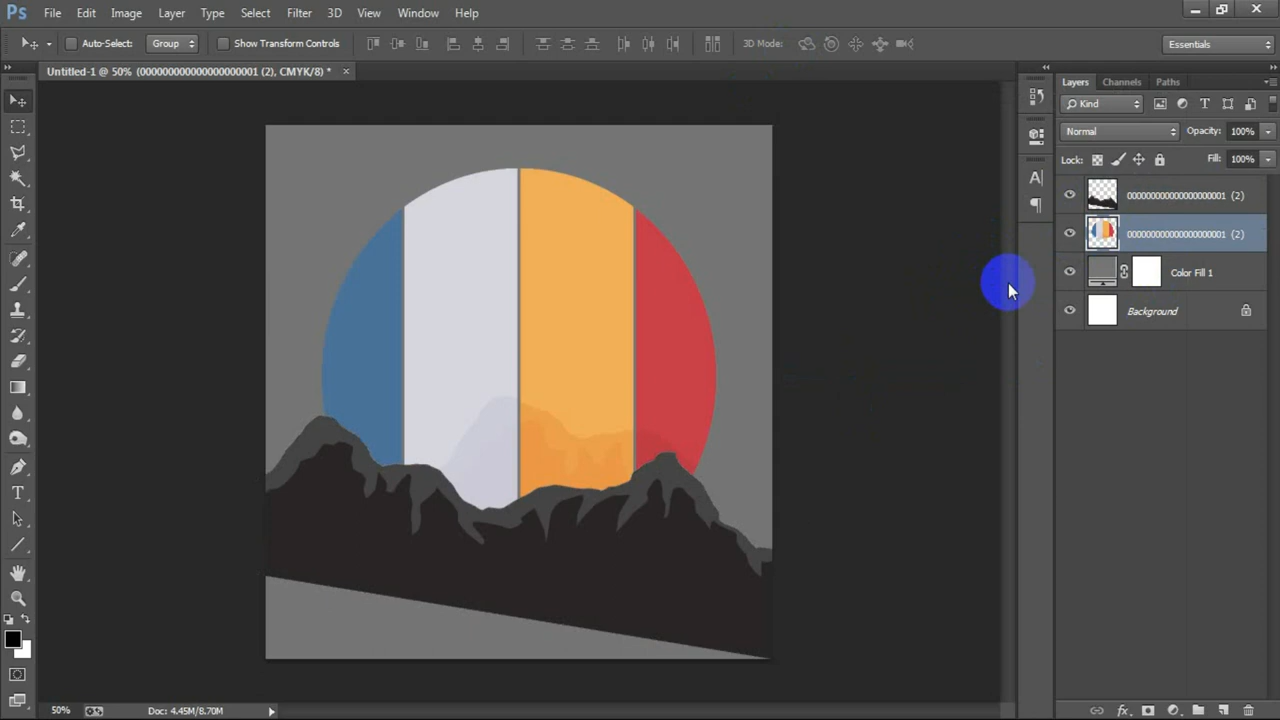 Ps File Edit Image Layer Type Select Filter 3D View Window Help
Auto-Select: Group Show Transform Controls 3D Mode: Essentials
Untitled-1 @ 50% (00000000000000000001 (2), CMYK/8) * ×
Layers Channels Paths
Kind
Normal Opacity: 100%
Lock: Fill: 100%
00000000000000000001 (2)
00000000000000000001 (2)
Color Fill 1
Background
50% Doc: 4.45M/8.70M